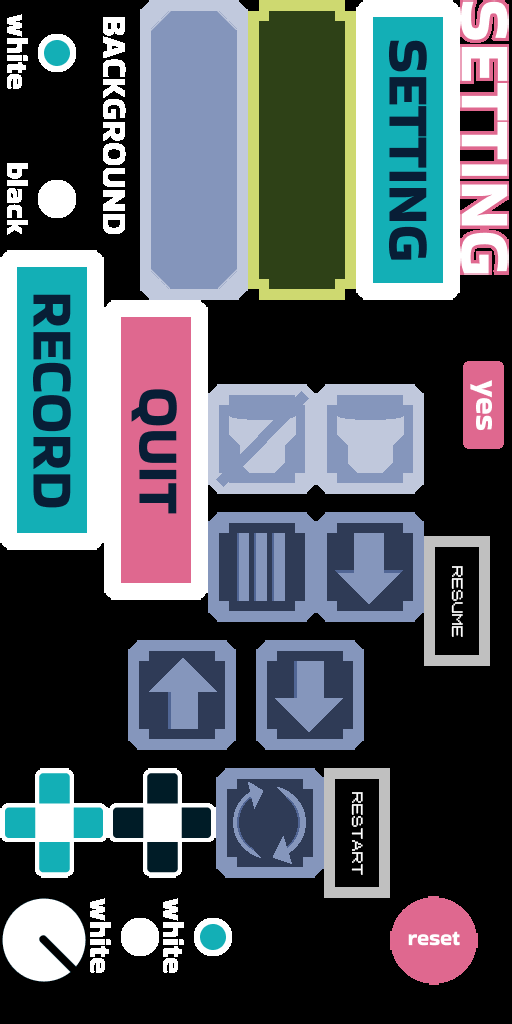 SETTING
SETTING
BACKGROUND
white
black
yes
QUIT
RECORD
RESUME
RESTART
reset
white
white